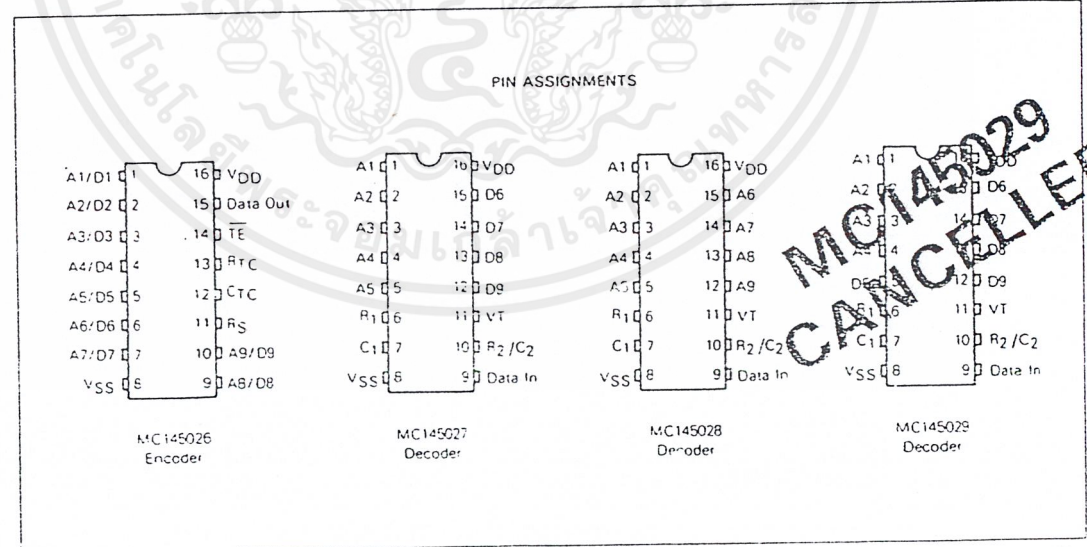 PIN ASSIGNMENTS
A1/D1 1 16 VDD
A2/D2 2 15 Data Out
A3/D3 3 14 TE
A4/D4 4 13 RTC
A5/D5 5 12 CTC
A6/D6 6 11 RS
A7/D7 7 10 A9/D9
VSS 8 9 A8/D8
MC145026
Encoder
A1 1 16 VDD
A2 2 15 D6
A3 3 14 D7
A4 4 13 D8
A5 5 12 D9
R1 6 11 VT
C1 7 10 R2/C2
VSS 8 9 Data In
MC145027
Decoder
A1 1 16 VDD
A2 2 15 A6
A3 3 14 A7
A4 4 13 A8
A5 5 12 A9
R1 6 11 VT
C1 7 10 R2/C2
VSS 8 9 Data In
MC145028
Decoder
A1 1
A2 D6
A3 3 14 D7
4
12 D9
6 11 VT
C1 7 10 R2/C2
VSS 8 9 Data In
MC145029
Decoder
MC145029
CANCELLED